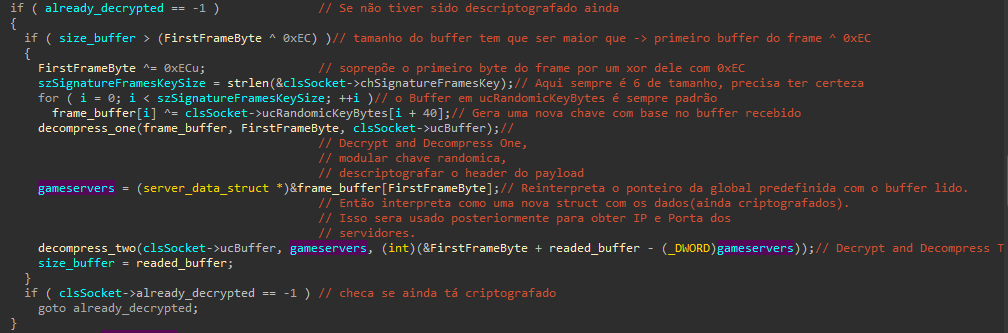 if ( already_decrypted == -1 ) // Se não tiver sido descriptografado ainda
{
if ( size_buffer > (FirstFrameByte ^ 0xEC) )// tamanho do buffer tem que ser maior que -> primeiro buffer do frame ^ 0xEC
{
FirstFrameByte ^= 0xECu; // soprepõe o primeiro byte do frame por um xor dele com 0xEC
szSignatureFramesKeySize = strlen(&clsSocket->chSignatureFramesKey);// Aqui sempre é 6 de tamanho, precisa ter certeza
for ( i = 0; i < szSignatureFramesKeySize; ++i )// o Buffer em ucRandomicKeyBytes é sempre padrão
frame_buffer[i] ^= clsSocket->ucRandomicKeyBytes[i + 40];// Gera uma nova chave com base no buffer recebido
decompress_one(frame_buffer, FirstFrameByte, clsSocket->ucBuffer);//
// Decrypt and Decompress One,
// modular chave randomica,
// descriptografar o header do payload
gameservers = (server_data_struct *)&frame_buffer[FirstFrameByte];// Reinterpreta o ponteiro da global predefinida com o buffer lido.
// Então interpreta como uma nova struct com os dados(ainda criptografados).
// Isso sera usado posteriormente para obter IP e Porta dos
// servidores.
decompress_two(clsSocket->ucBuffer, gameservers, (int)(&FirstFrameByte + readed_buffer - (_DWORD)gameservers));// Decrypt and Decompress T
size_buffer = readed_buffer;
}
if ( clsSocket->already_decrypted == -1 ) // checa se ainda tá criptografado
goto already_decrypted;
}